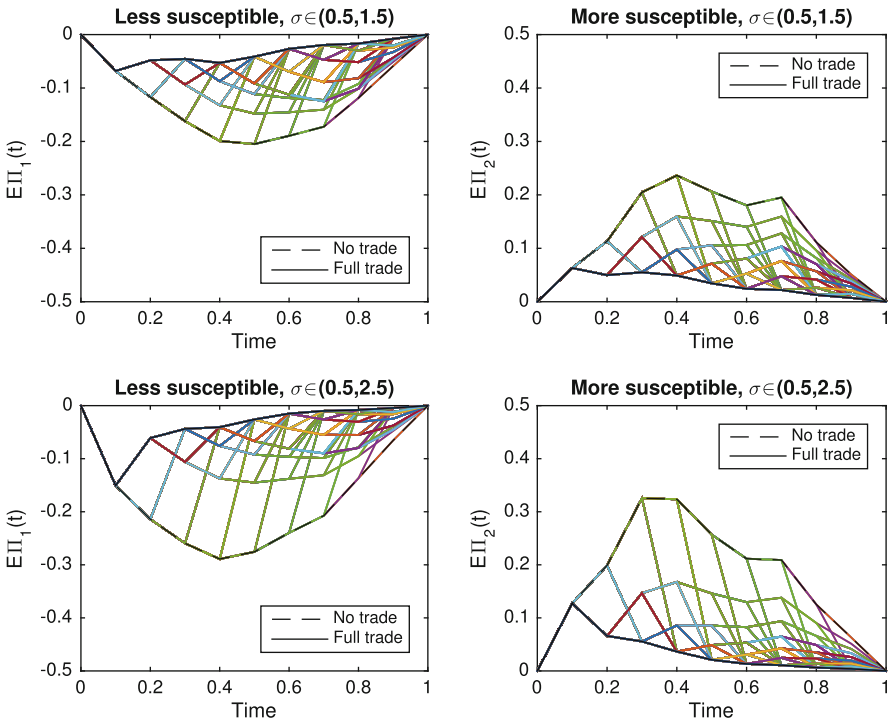 Less susceptible, σ∈(0.5,1.5)
0
-0.1
-0.2
-0.3
-0.4
-0.5
EΠ₁(t)
No trade
Full trade
0 0.2 0.4 0.6 0.8 1
Time
More susceptible, σ∈(0.5,1.5)
0.5
0.4
0.3
0.2
0.1
0
EΠ₂(t)
No trade
Full trade
0 0.2 0.4 0.6 0.8 1
Time
Less susceptible, σ∈(0.5,2.5)
0
-0.1
-0.2
-0.3
-0.4
-0.5
EΠ₁(t)
No trade
Full trade
0 0.2 0.4 0.6 0.8 1
Time
More susceptible, σ∈(0.5,2.5)
0.5
0.4
0.3
0.2
0.1
0
EΠ₂(t)
No trade
Full trade
0 0.2 0.4 0.6 0.8 1
Time